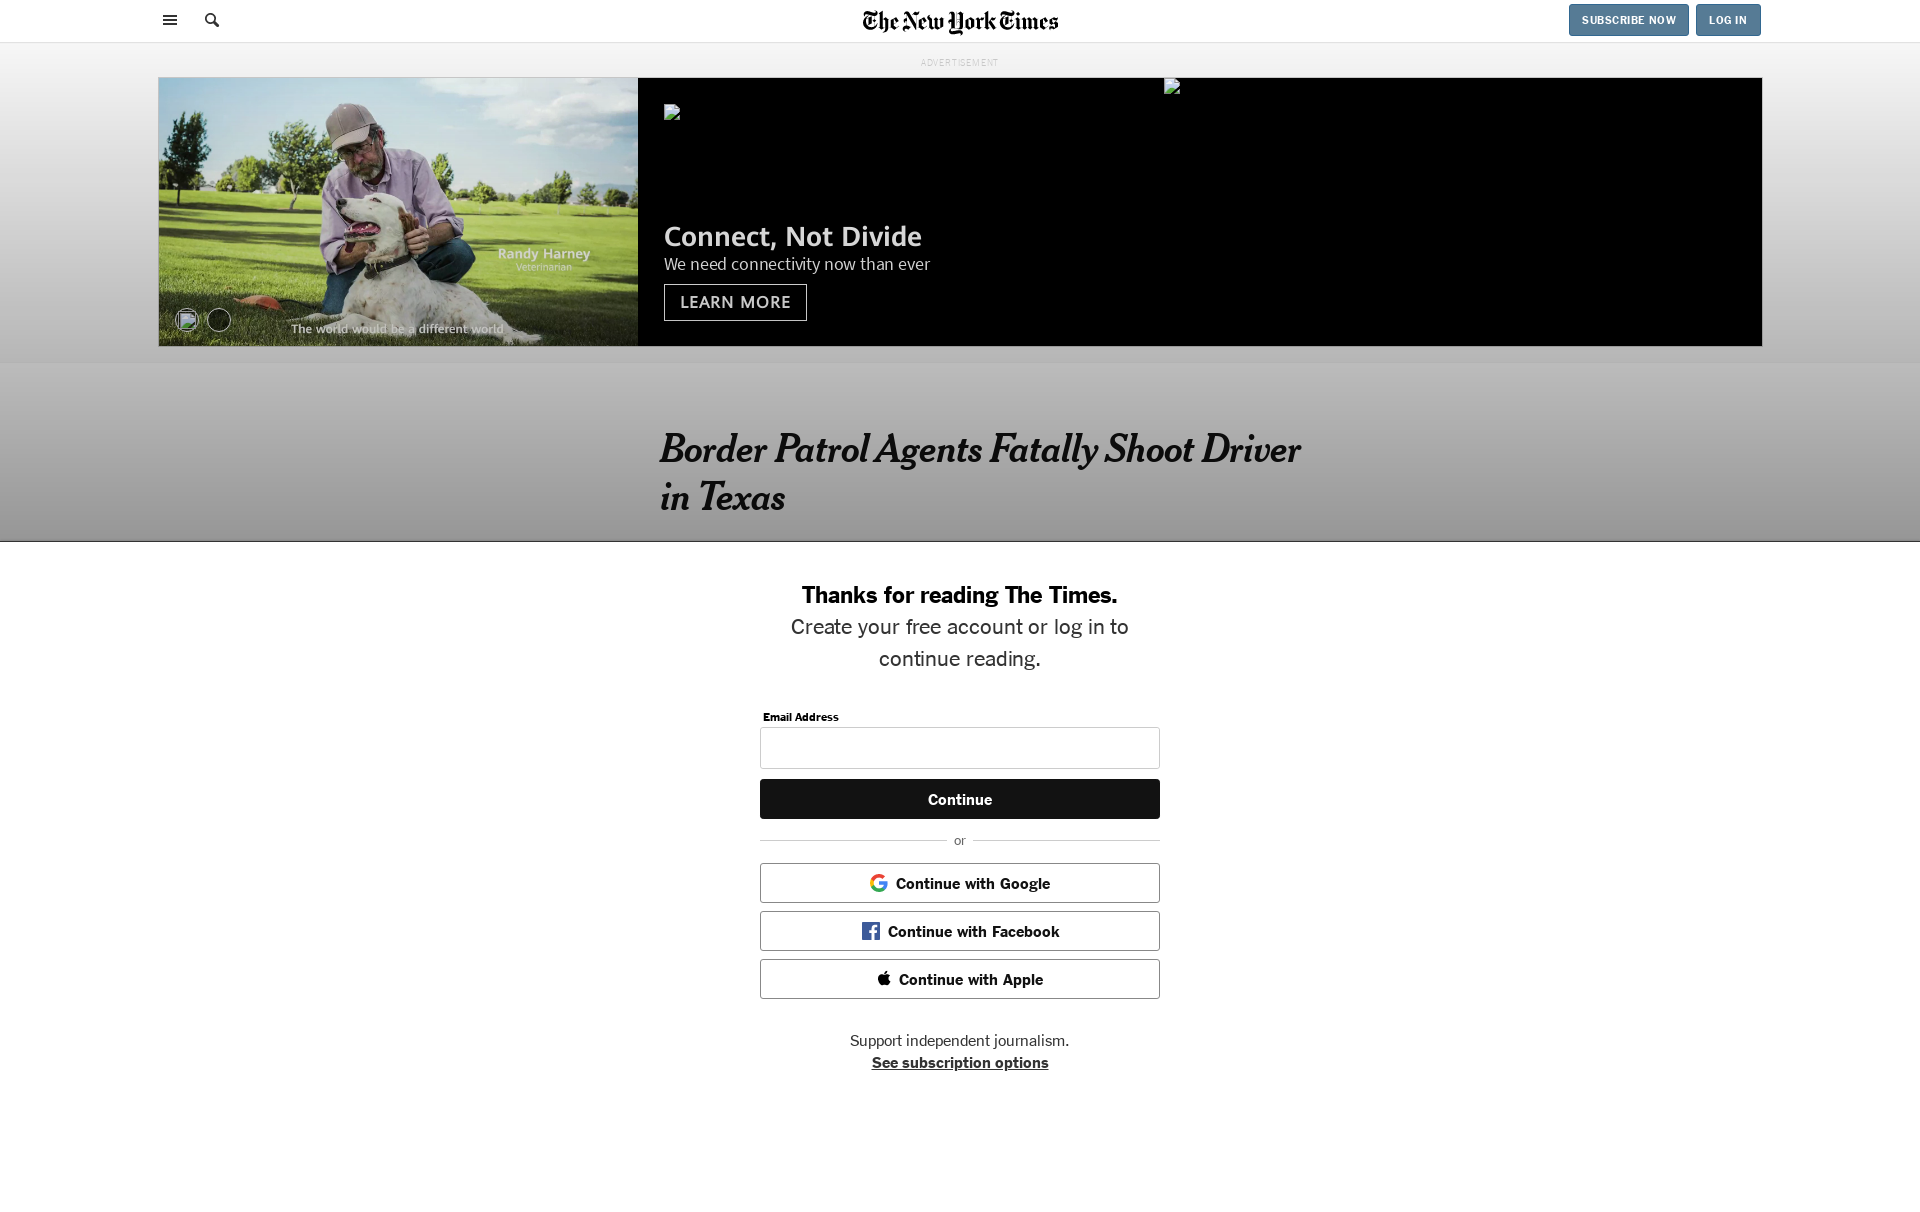 The New York Times
SUBSCRIBE NOW
LOG IN
ADVERTISEMENT
Randy Harney
Veterinarian
The world would be a different world
Connect, Not Divide
We need connectivity now than ever
LEARN MORE
Border Patrol Agents Fatally Shoot Driver
in Texas
Thanks for reading The Times.
Create your free account or log in to
continue reading.
Email Address
Continue
or
Continue with Google
Continue with Facebook
Continue with Apple
Support independent journalism.
See subscription options